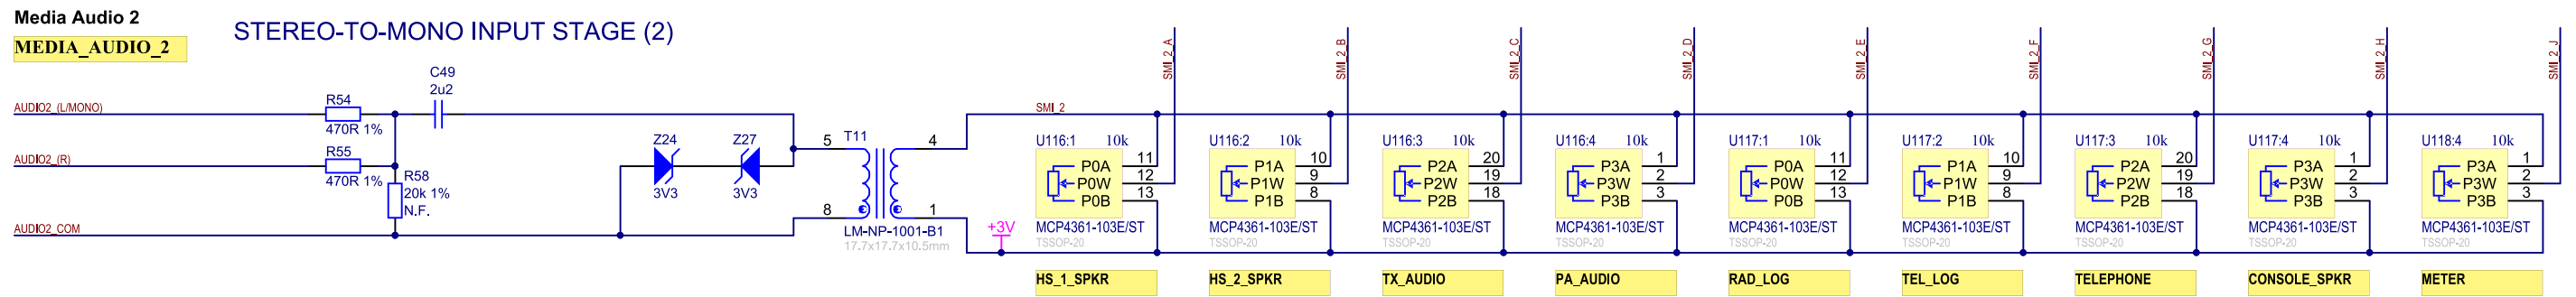 Media Audio 2
MEDIA_AUDIO_2
STEREO-TO-MONO INPUT STAGE (2)
AUDIO2_(L/MONO)
R54
470R 1%
C49
2u2
AUDIO2_(R)
R55
470R 1%
R58
20k 1%
N.F.
AUDIO2_COM
Z24
3V3
Z27
3V3
T11
5
4
8
1
LM-NP-1001-B1
17.7x17.7x10.5mm
+3V
SMI_2
SMI_2_A
U116:1 10k
P0A 11
P0W 12
P0B 13
MCP4361-103E/ST
TSSOP-20
HS_1_SPKR
SMI_2_B
U116:2 10k
P1A 10
P1W 9
P1B 8
MCP4361-103E/ST
TSSOP-20
HS_2_SPKR
SMI_2_C
U116:3 10k
P2A 20
P2W 19
P2B 18
MCP4361-103E/ST
TSSOP-20
TX_AUDIO
SMI_2_D
U116:4 10k
P3A 1
P3W 2
P3B 3
MCP4361-103E/ST
TSSOP-20
PA_AUDIO
SMI_2_E
U117:1 10k
P0A 11
P0W 12
P0B 13
MCP4361-103E/ST
TSSOP-20
RAD_LOG
SMI_2_F
U117:2 10k
P1A 10
P1W 9
P1B 8
MCP4361-103E/ST
TSSOP-20
TEL_LOG
SMI_2_G
U117:3 10k
P2A 20
P2W 19
P2B 18
MCP4361-103E/ST
TSSOP-20
TELEPHONE
SMI_2_H
U117:4 10k
P3A 1
P3W 2
P3B 3
MCP4361-103E/ST
TSSOP-20
CONSOLE_SPKR
SMI_2_J
U118:4 10k
P3A 1
P3W 2
P3B 3
MCP4361-103E/ST
TSSOP-20
METER